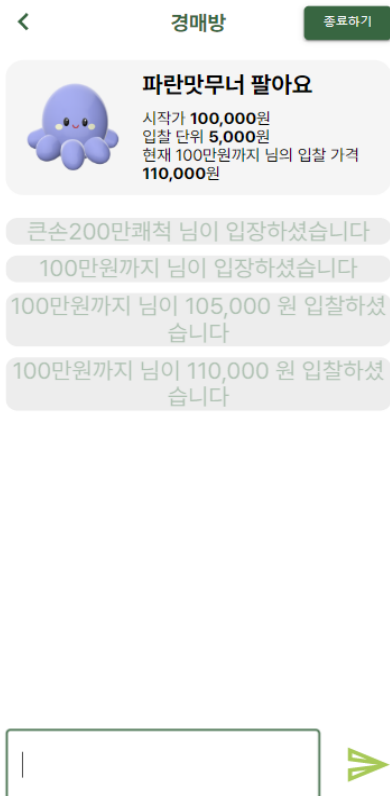 경매방
종료하기
파란맛무너 팔아요
시작가 100,000원
입찰 단위 5,000원
현재 100만원까지 님의 입찰 가격
110,000원
큰손200만쾌척 님이 입장하셨습니다
100만원까지 님이 입장하셨습니다
100만원까지 님이 105,000 원 입찰하셨
습니다
100만원까지 님이 110,000 원 입찰하셨
습니다